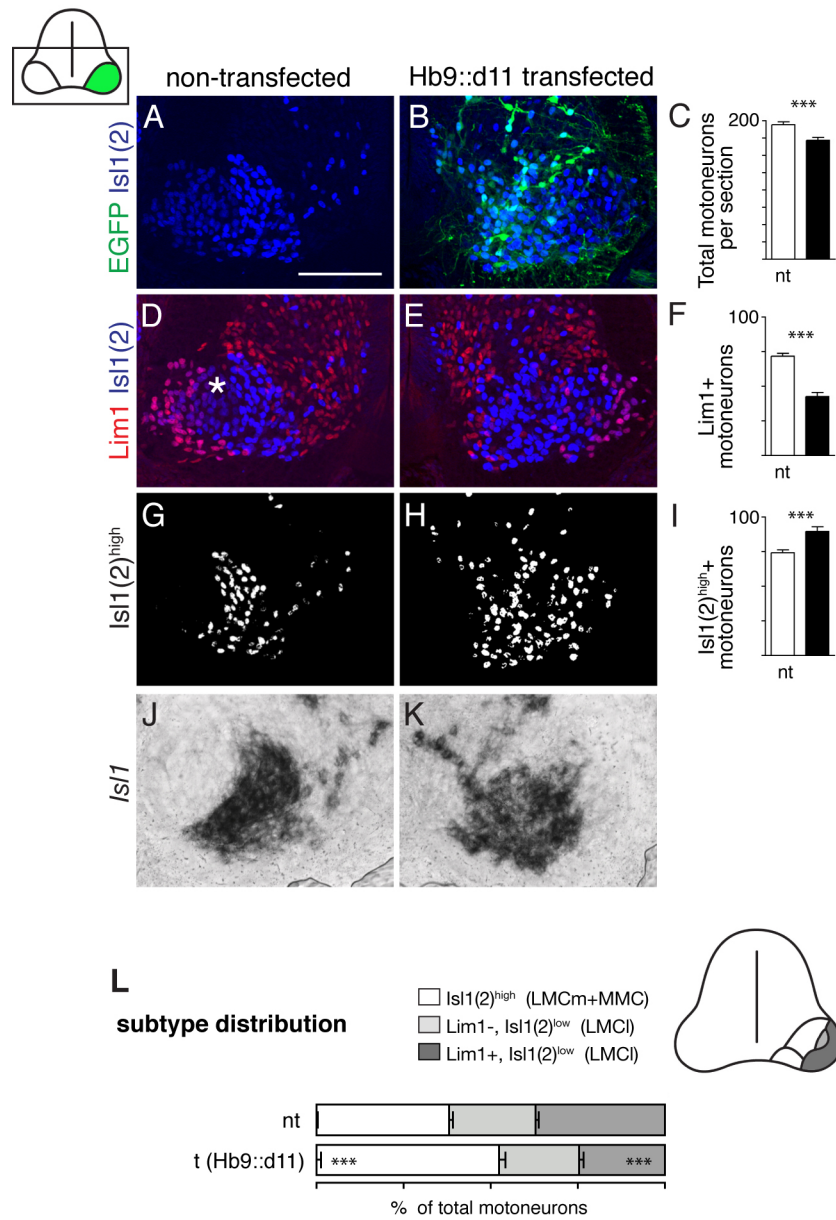 non-transfected
Hb9::d11 transfected
EGFP Isl1(2)
A
B
C
***
200
Total motoneurons
per section
nt
Lim1 Isl1(2)
D
*
E
F
100
***
Lim1+
motoneurons
nt
Isl1(2)high
G
H
I
100
***
Isl1(2)high+
motoneurons
nt
Isl1
J
K
L
subtype distribution
Isl1(2)high (LMCm+MMC)
Lim1-, Isl1(2)low (LMCl)
Lim1+, Isl1(2)low (LMCl)
nt
t (Hb9::d11)
***
***
% of total motoneurons